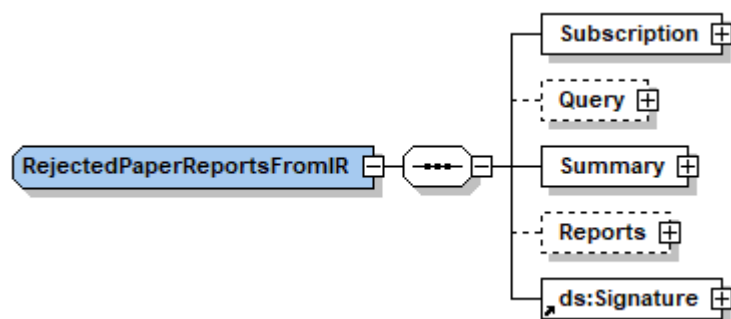 Subscription
Query
RejectedPaperReportsFromIR
Summary
Reports
ds:Signature